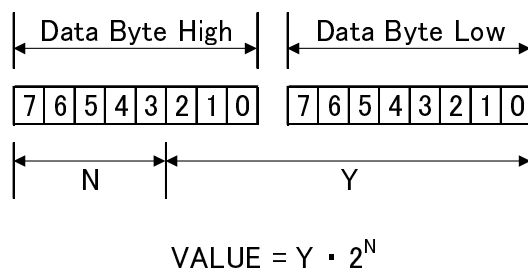 Data Byte High Data Byte Low
7 6 5 4 3 2 1 0 7 6 5 4 3 2 1 0
N Y
VALUE = Y · 2^N